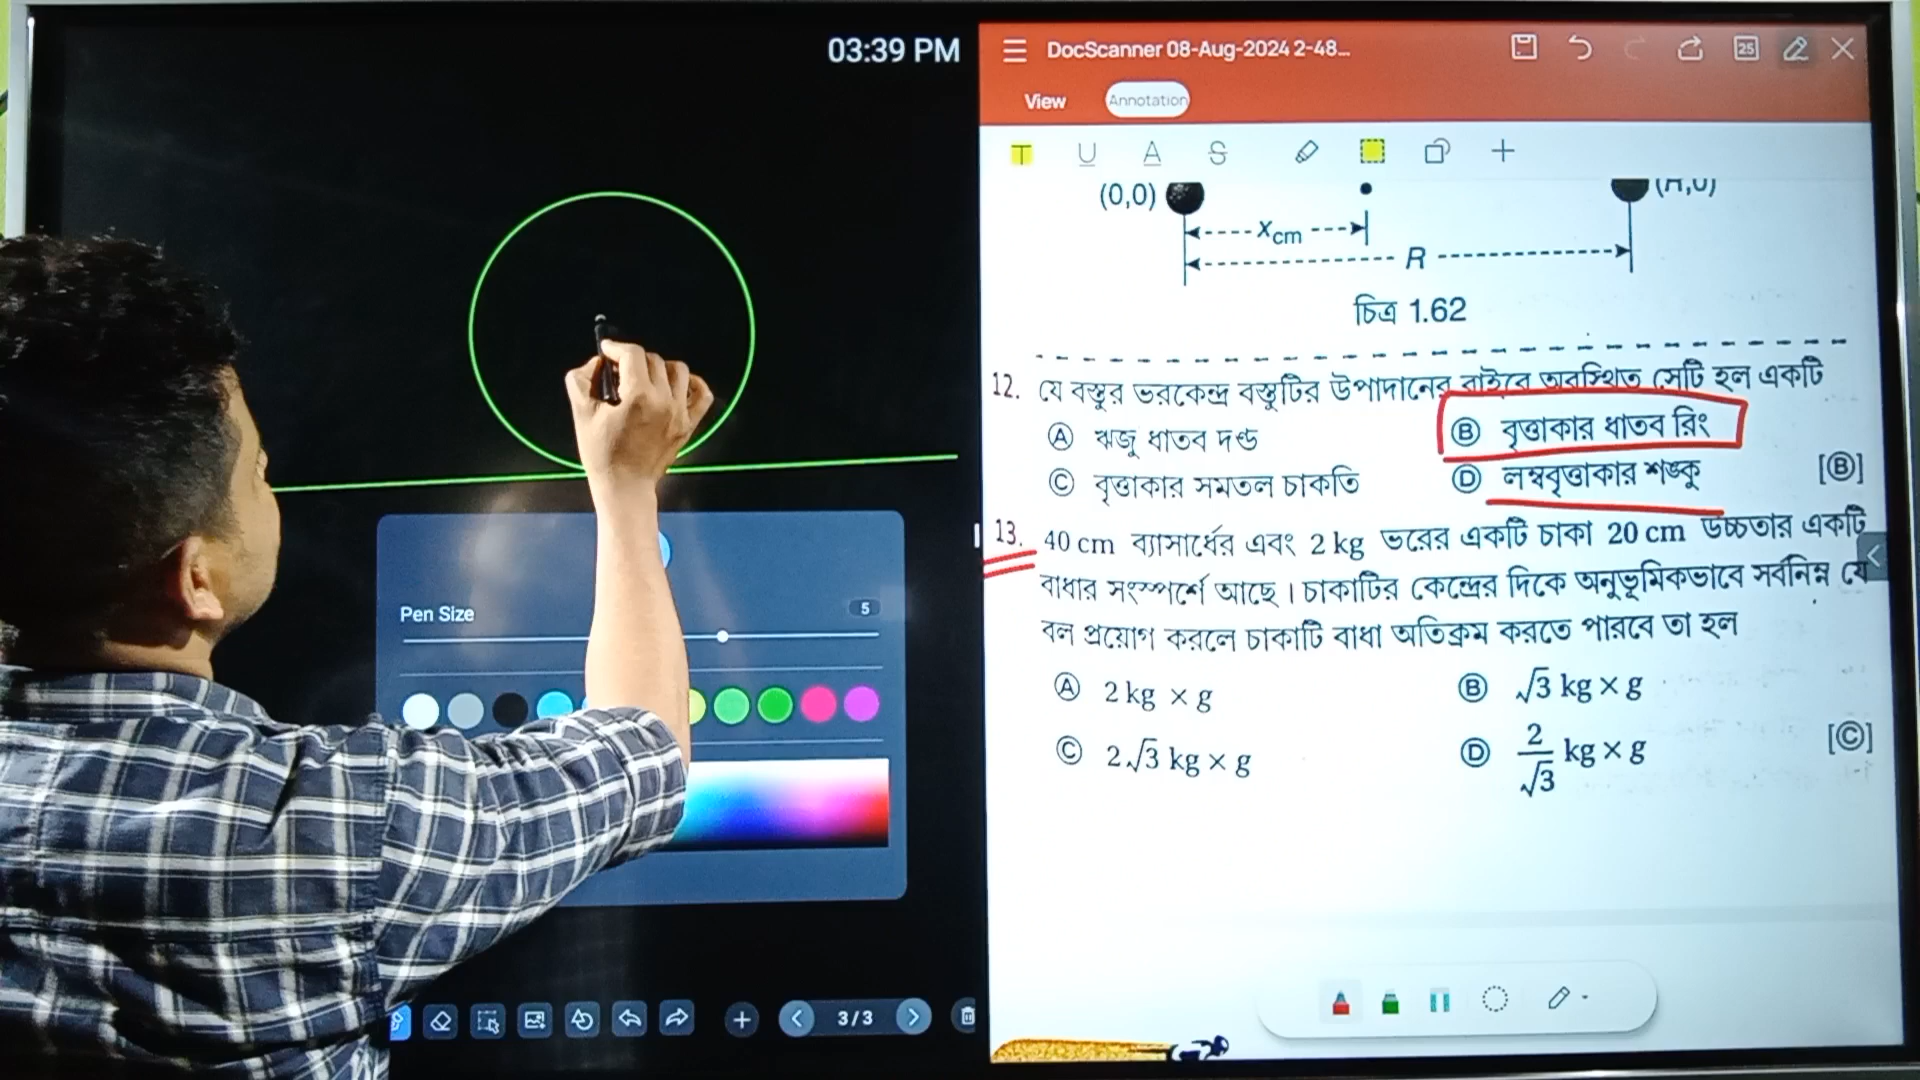 03:39 PM
DocScanner 08-Aug-2024 2-48...
25
View
Annotation
T U A S
(0,0)
xcm
R
চিত্র 1.62
12. যে বস্তুর ভরকেন্দ্র বস্তুটির উপাদানের বাইরে অবস্থিত সেটি হল একটি
Ⓐ ঋজু ধাতব দণ্ড
Ⓑ বৃত্তাকার ধাতব রিং
Ⓒ বৃত্তাকার সমতল চাকতি
Ⓓ লম্ববৃত্তাকার শঙ্কু
[Ⓑ]
13. 40 cm ব্যাসার্ধের এবং 2 kg ভরের একটি চাকা 20 cm উচ্চতার একটি
বাধার সংস্পর্শে আছে। চাকাটির কেন্দ্রের দিকে অনুভূমিকভাবে সর্বনিম্ন যে
বল প্রয়োগ করলে চাকাটি বাধা অতিক্রম করতে পারবে তা হল
Ⓐ 2 kg × g
Ⓑ √3 kg × g
Ⓒ 2√3 kg × g
Ⓓ 2/√3 kg × g
[Ⓒ]
Pen Size
5
3/3